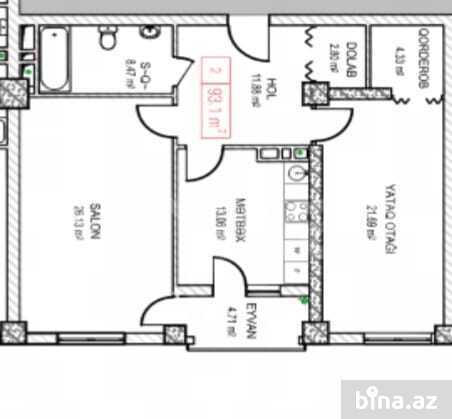 S-Q-
8.47 m²
HOL
11.88 m²
DOLAB
2.80 m²
QORDEROB
4.33 m²
2
93.1 m²
SALON
26.13 m²
MƏTBƏX
13.06 m²
YATAQ OTAĞI
21.69 m²
EYVAN
4.71 m²
bina.az